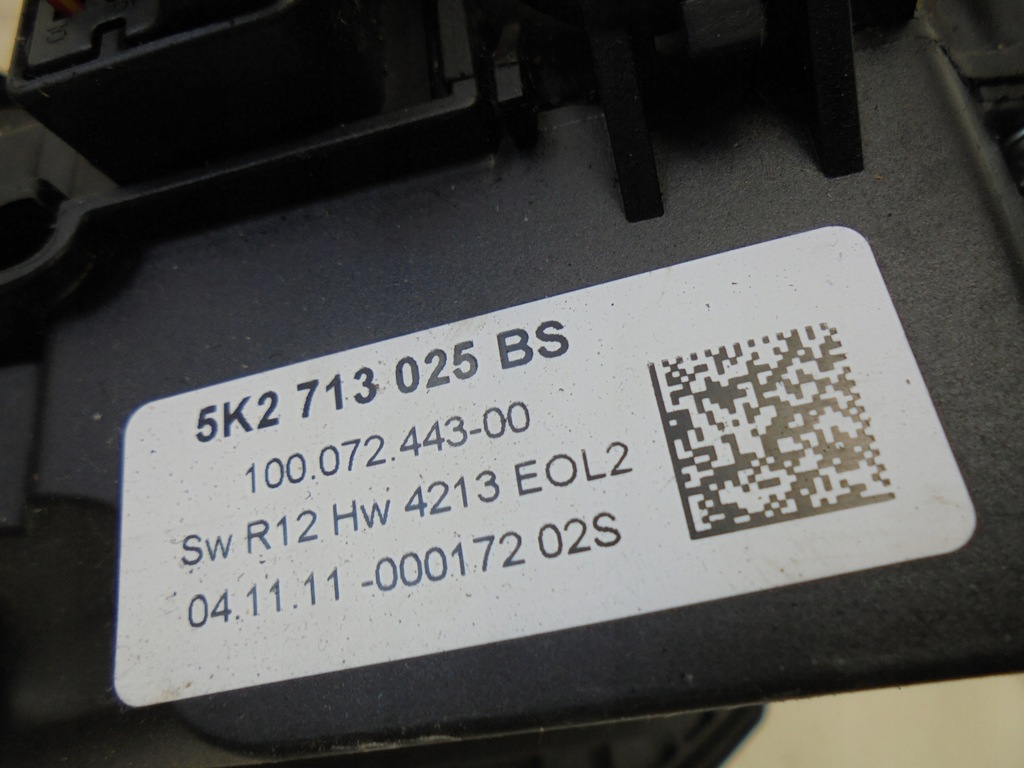 5K2 713 025 BS
100.072.443-00
Sw R12 Hw 4213 EOL2
04.11.11 -000172 02S